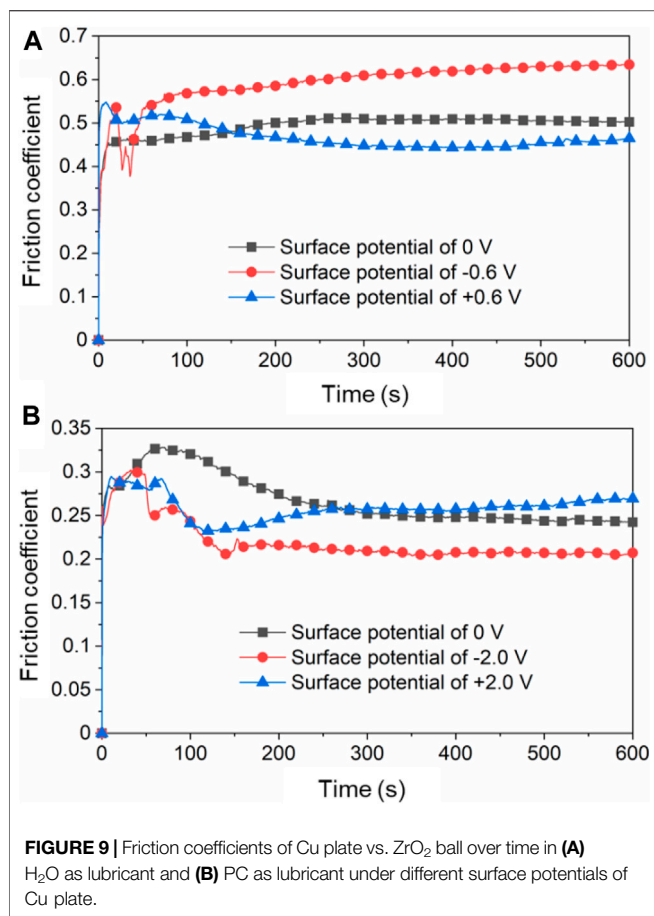 A
0.7
0.6
0.5
0.4
0.3
0.2
0.1
0
Friction coefficient
Surface potential of 0 V
Surface potential of -0.6 V
Surface potential of +0.6 V
0 100 200 300 400 500 600
Time (s)
B
0.35
0.3
0.25
0.2
0.15
0.1
0.05
0
Friction coefficient
Surface potential of 0 V
Surface potential of -2.0 V
Surface potential of +2.0 V
0 100 200 300 400 500 600
Time (s)
FIGURE 9 | Friction coefficients of Cu plate vs. ZrO₂ ball over time in (A)
H₂O as lubricant and (B) PC as lubricant under different surface potentials of
Cu plate.